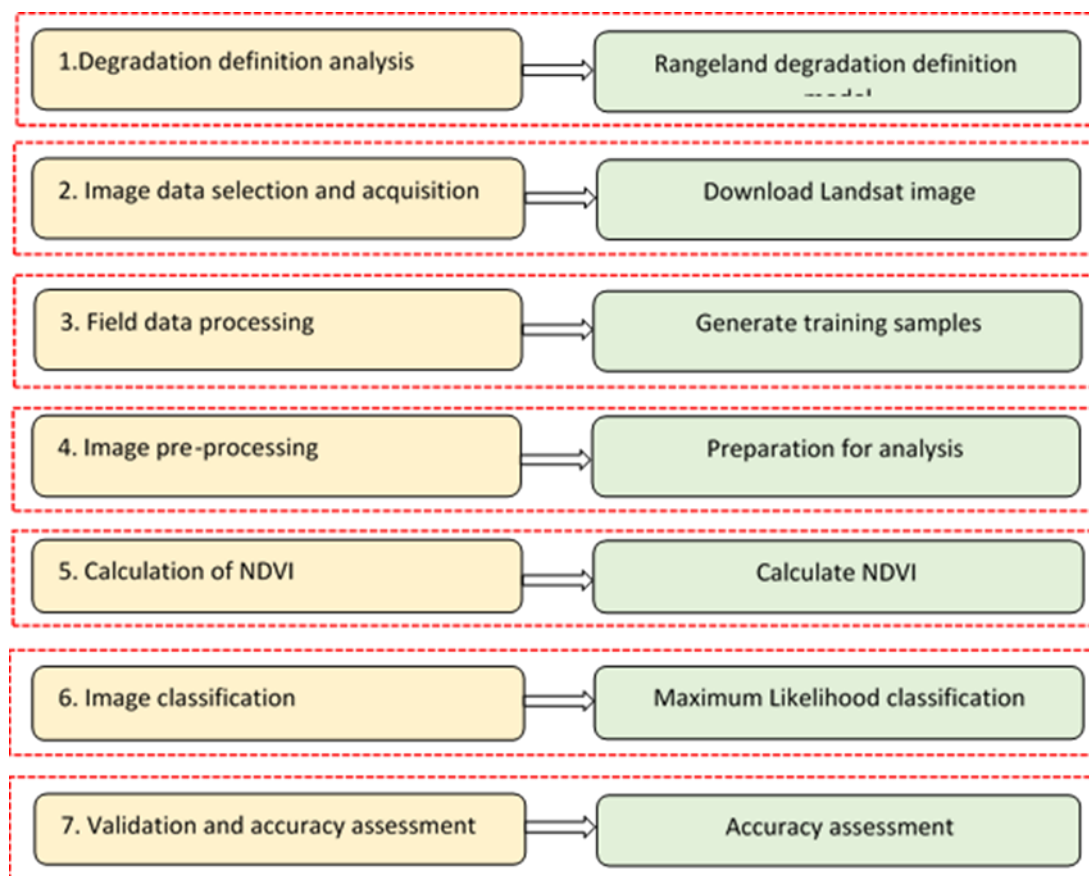 1.Degradation definition analysis
Rangeland degradation definition
2. Image data selection and acquisition
Download Landsat image
3. Field data processing
Generate training samples
4. Image pre-processing
Preparation for analysis
5. Calculation of NDVI
Calculate NDVI
6. Image classification
Maximum Likelihood classification
7. Validation and accuracy assessment
Accuracy assessment